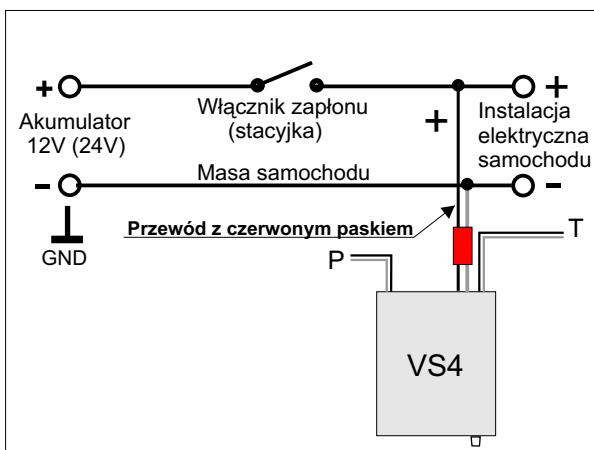 +
Akumulator
12V (24V)
Włącznik zapłonu
(stacyjka)
+
+
Instalacja
elektryczna
samochodu
-
Masa samochodu
-
GND
Przewód z czerwonym paskiem
P
T
VS4